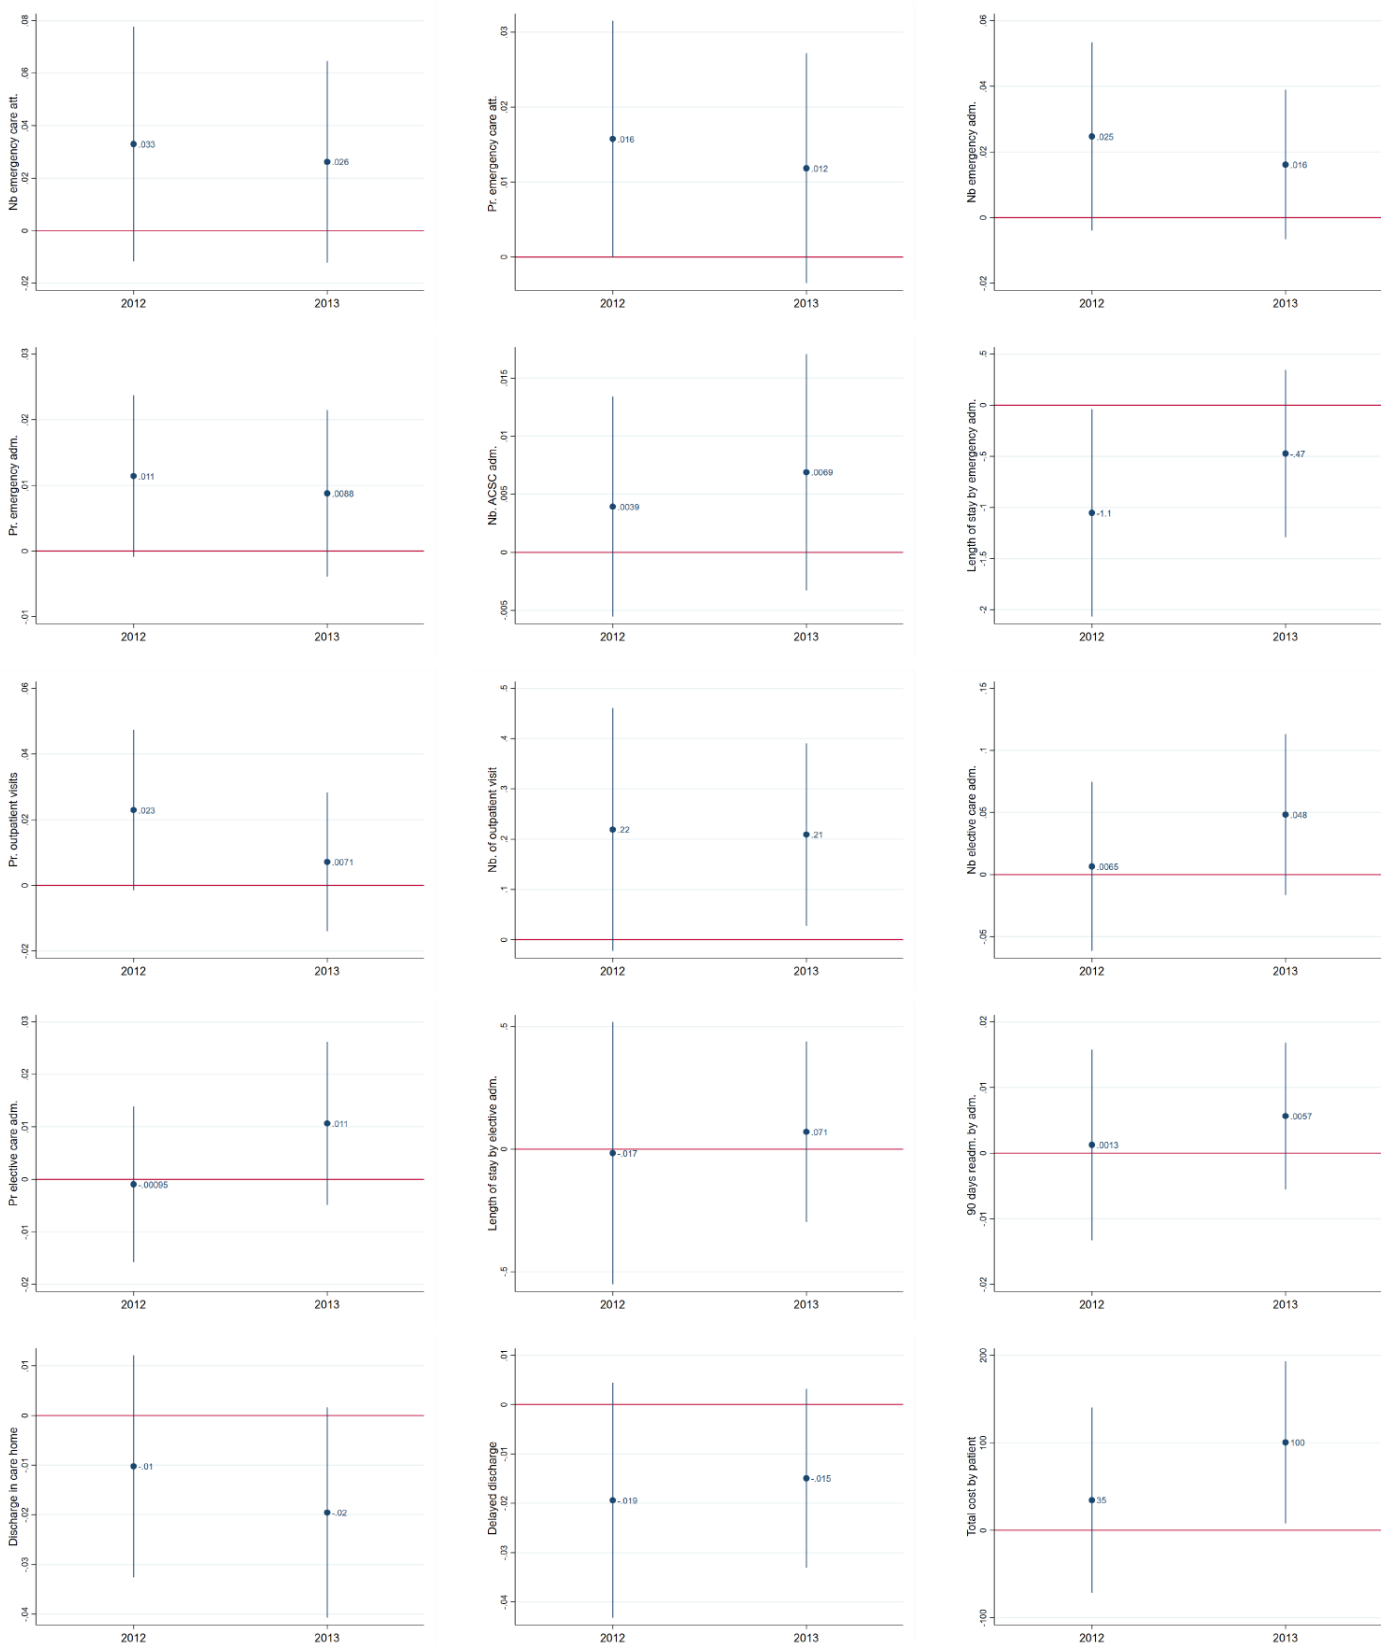 Nb emergency care att.
-.02 0 .02 .04 .06 .08
.033
.026
2012 2013
Pr. emergency care att.
0 .01 .02 .03
.016
.012
2012 2013
Nb emergency adm.
-.02 0 .02 .04 .06
.025
.016
2012 2013
Pr. emergency adm.
-.01 0 .01 .02 .03
.011
.0088
2012 2013
Nb. ACSC adm.
-.005 0 .005 .01 .015
.0039
.0069
2012 2013
Length of stay by emergency adm.
-2 -1.5 -1 -.5 0 .5
-1.1
-.47
2012 2013
Pr. outpatient visits
-.02 0 .02 .04 .06
.023
.0071
2012 2013
Nb. of outpatient visit
0 .1 .2 .3 .4 .5
.22
.21
2012 2013
Nb elective care adm.
-.05 0 .05 .1 .15
.0065
.048
2012 2013
Pr elective care adm.
-.02 -.01 0 .01 .02 .03
-.00095
.011
2012 2013
Length of stay by elective adm.
-.5 0 .5
-.017
.071
2012 2013
90 days readm. by adm.
-.02 -.01 0 .01 .02
.0013
.0057
2012 2013
Discharge in care home
-.04 -.03 -.02 -.01 0 .01
-.01
-.02
2012 2013
Delayed discharge
-.04 -.03 -.02 -.01 0 .01
-.019
-.015
2012 2013
Total cost by patient
-100 0 100 200
35
100
2012 2013